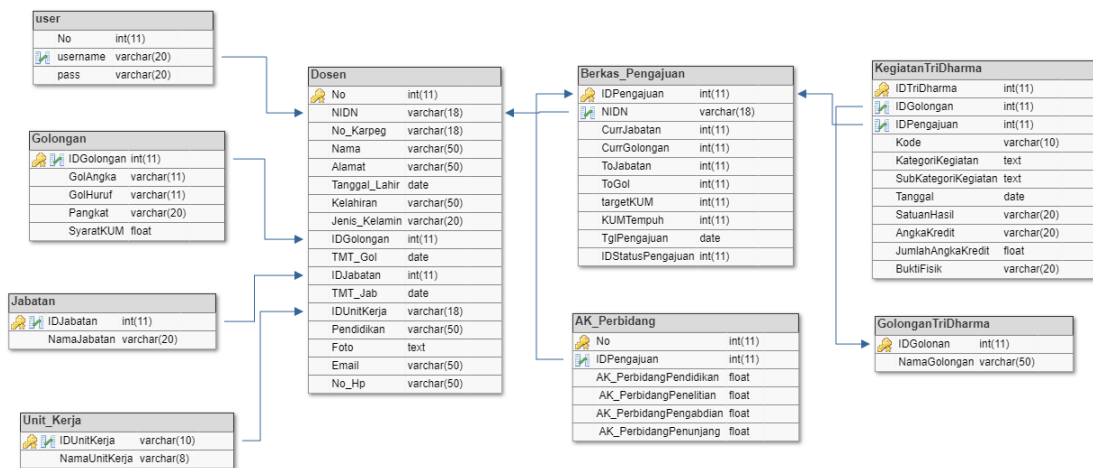 user
No int(11)
username varchar(20)
pass varchar(20)
Golongan
IDGolongan int(11)
GolAngka varchar(11)
GolHuruf varchar(11)
Pangkat varchar(20)
SyaratKUM float
Jabatan
IDJabatan int(11)
NamaJabatan varchar(20)
Unit_Kerja
IDUnitKerja varchar(10)
NamaUnitKerja varchar(8)
Dosen
No int(11)
NIDN varchar(18)
No_Karpeg varchar(18)
Nama varchar(50)
Alamat varchar(50)
Tanggal_Lahir date
Kelahiran varchar(50)
Jenis_Kelamin varchar(20)
IDGolongan int(11)
TMT_Gol date
IDJabatan int(11)
TMT_Jab date
IDUnitKerja varchar(18)
Pendidikan varchar(50)
Foto text
Email varchar(50)
No_Hp varchar(50)
Berkas_Pengajuan
IDPengajuan int(11)
NIDN varchar(18)
CurrJabatan int(11)
CurrGolongan int(11)
ToJabatan int(11)
ToGol int(11)
targetKUM int(11)
KUMTempuh int(11)
TglPengajuan date
IDStatusPengajuan int(11)
AK_Perbidang
No int(11)
IDPengajuan int(11)
AK_PerbidangPendidikan float
AK_PerbidangPenelitian float
AK_PerbidangPengabdian float
AK_PerbidangPenunjang float
KegiatanTriDharma
IDTriDharma int(11)
IDGolongan int(11)
IDPengajuan int(11)
Kode varchar(10)
KategoriKegiatan text
SubKategoriKegiatan text
Tanggal date
SatuanHasil varchar(20)
AngkaKredit varchar(20)
JumlahAngkaKredit float
BuktiFisik varchar(20)
GolonganTriDharma
IDGolonan int(11)
NamaGolongan varchar(50)